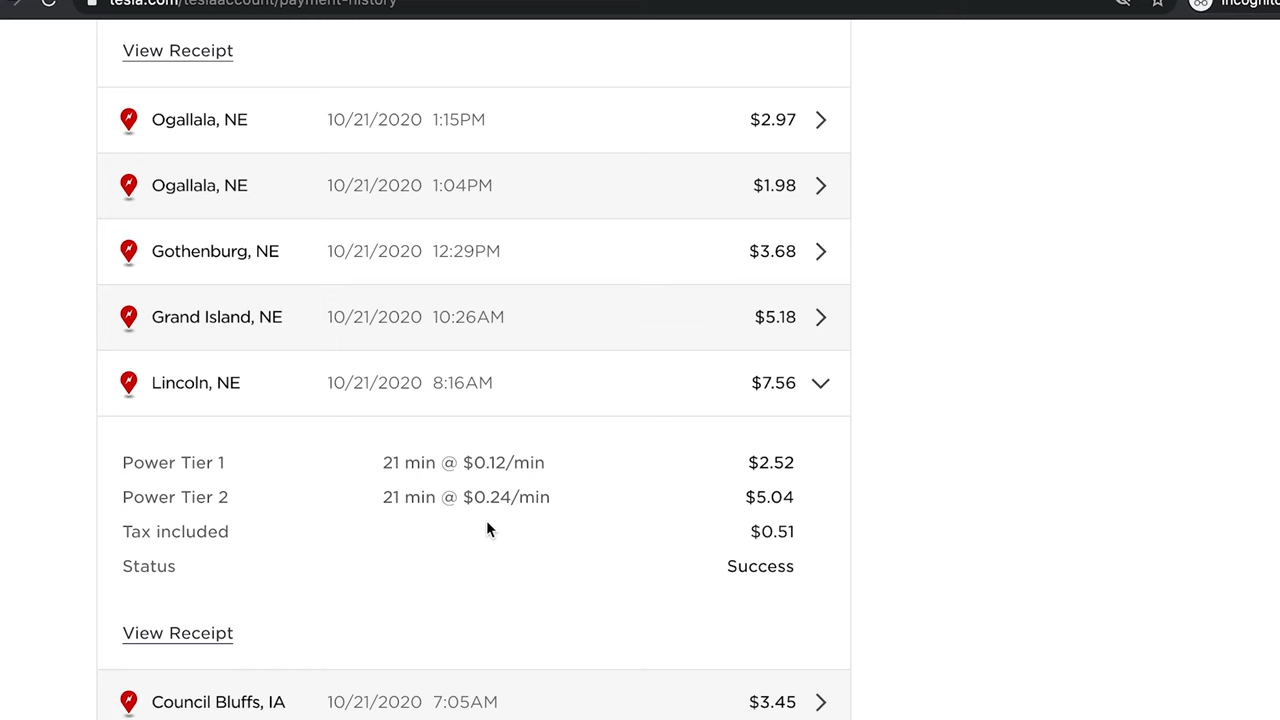 tesla.com/teslaaccount/payment-history
Incognito
View Receipt
Ogallala, NE 10/21/2020 1:15PM $2.97
Ogallala, NE 10/21/2020 1:04PM $1.98
Gothenburg, NE 10/21/2020 12:29PM $3.68
Grand Island, NE 10/21/2020 10:26AM $5.18
Lincoln, NE 10/21/2020 8:16AM $7.56
Power Tier 1 21 min @ $0.12/min $2.52
Power Tier 2 21 min @ $0.24/min $5.04
Tax included $0.51
Status Success
View Receipt
Council Bluffs, IA 10/21/2020 7:05AM $3.45